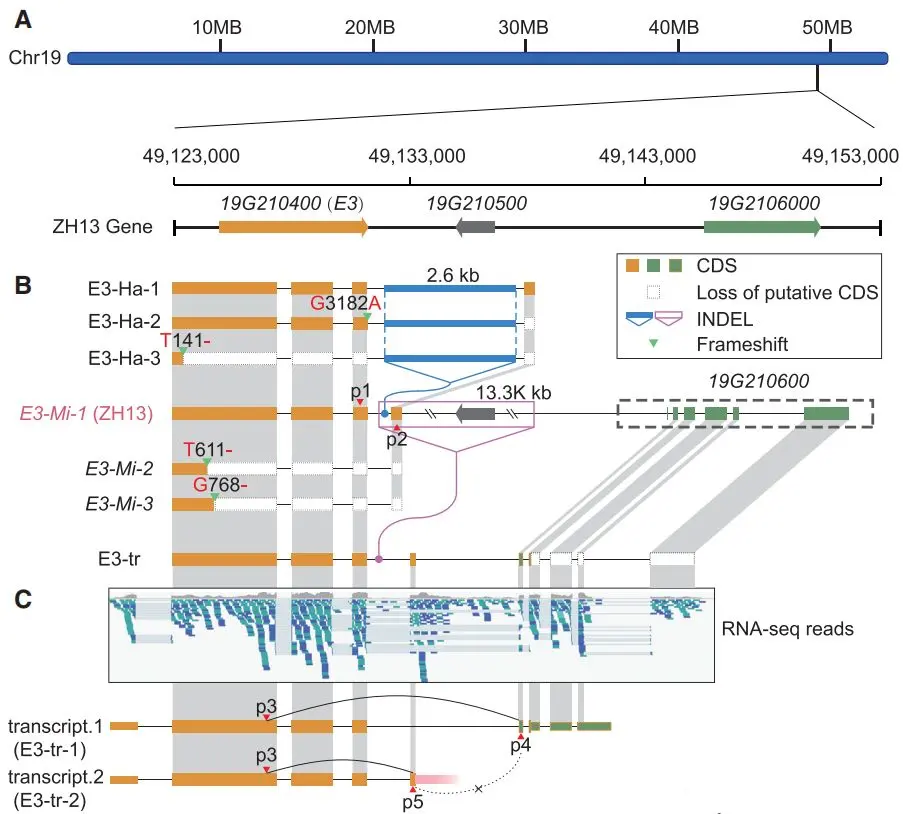 A
10MB 20MB 30MB 40MB 50MB
Chr19
49,123,000 49,133,000 49,143,000 49,153,000
19G210400 (E3) 19G210500 19G2106000
ZH13 Gene
B
E3-Ha-1 2.6 kb
G3182A
E3-Ha-2
T141-
E3-Ha-3
CDS
Loss of putative CDS
INDEL
Frameshift
19G210600
p1 13.3K kb
E3-Mi-1 (ZH13)
p2
T611-
E3-Mi-2
G768-
E3-Mi-3
E3-tr
C
RNA-seq reads
p3
transcript.1
(E3-tr-1)
p4
p3
transcript.2
(E3-tr-2)
×
p5